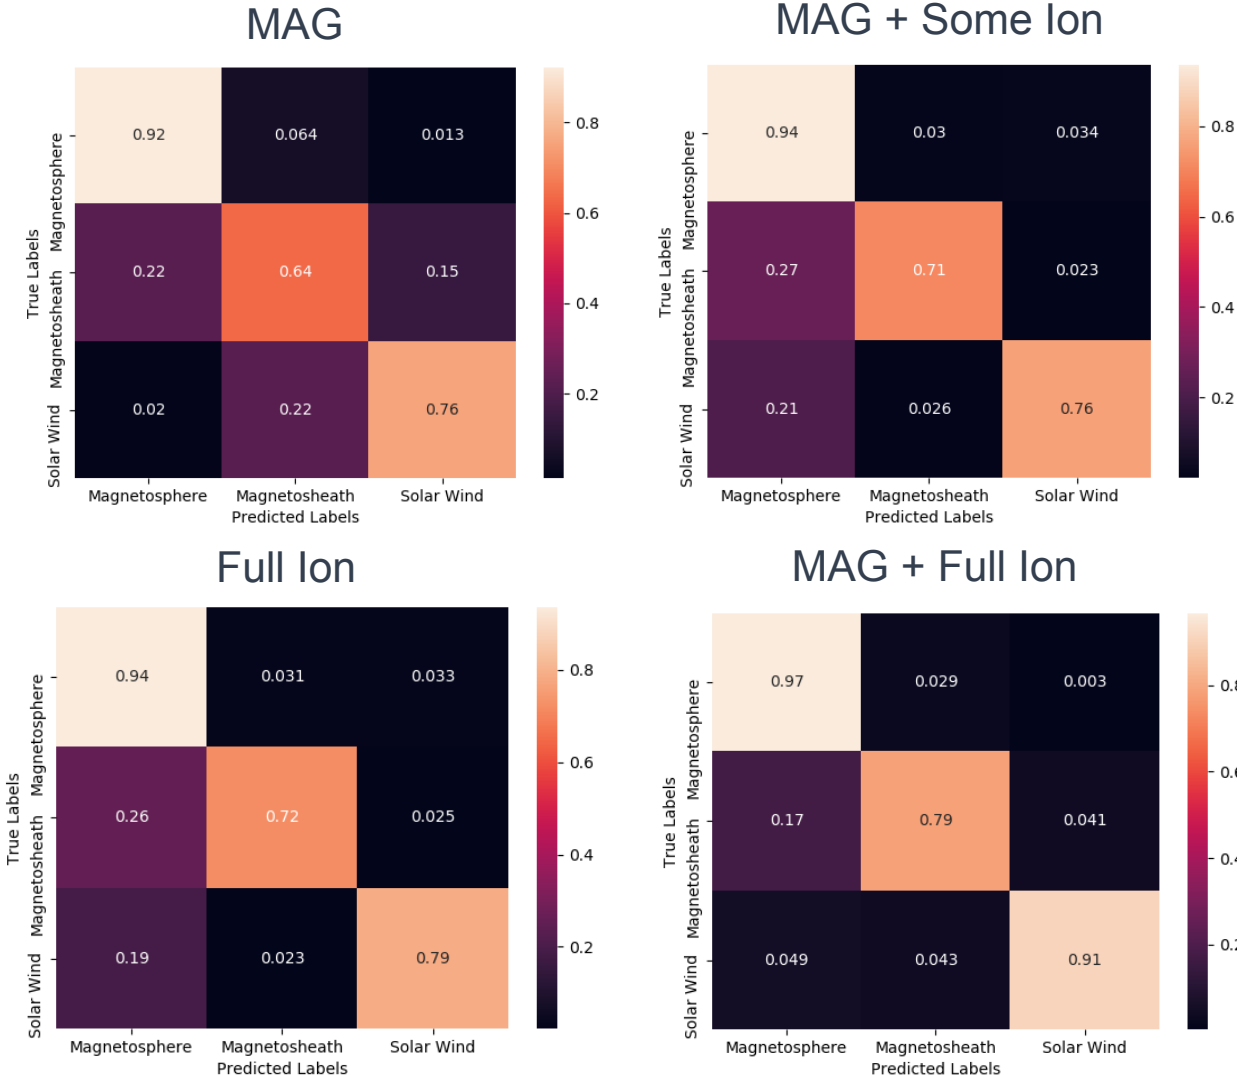 MAG
0.92 0.064 0.013
0.22 0.64 0.15
0.02 0.22 0.76
True Labels
Magnetosphere
Magnetosheath
Solar Wind
Magnetosphere Magnetosheath Solar Wind
Predicted Labels
0.8
0.6
0.4
0.2
MAG + Some Ion
0.94 0.03 0.034
0.27 0.71 0.023
0.21 0.026 0.76
True Labels
Magnetosphere
Magnetosheath
Solar Wind
Magnetosphere Magnetosheath Solar Wind
Predicted Labels
0.8
0.6
0.4
0.2
Full Ion
0.94 0.031 0.033
0.26 0.72 0.025
0.19 0.023 0.79
True Labels
Magnetosphere
Magnetosheath
Solar Wind
Magnetosphere Magnetosheath Solar Wind
Predicted Labels
0.8
0.6
0.4
0.2
MAG + Full Ion
0.97 0.029 0.003
0.17 0.79 0.041
0.049 0.043 0.91
True Labels
Magnetosphere
Magnetosheath
Solar Wind
Magnetosphere Magnetosheath Solar Wind
Predicted Labels
0.8
0.6
0.4
0.2